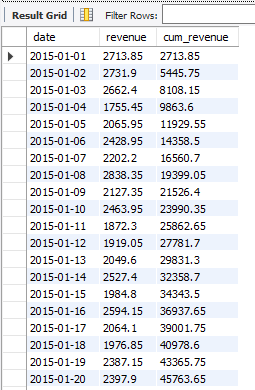 Result Grid Filter Rows:
date revenue cum_revenue
2015-01-01 2713.85 2713.85
2015-01-02 2731.9 5445.75
2015-01-03 2662.4 8108.15
2015-01-04 1755.45 9863.6
2015-01-05 2065.95 11929.55
2015-01-06 2428.95 14358.5
2015-01-07 2202.2 16560.7
2015-01-08 2838.35 19399.05
2015-01-09 2127.35 21526.4
2015-01-10 2463.95 23990.35
2015-01-11 1872.3 25862.65
2015-01-12 1919.05 27781.7
2015-01-13 2049.6 29831.3
2015-01-14 2527.4 32358.7
2015-01-15 1984.8 34343.5
2015-01-16 2594.15 36937.65
2015-01-17 2064.1 39001.75
2015-01-18 1976.85 40978.6
2015-01-19 2387.15 43365.75
2015-01-20 2397.9 45763.65